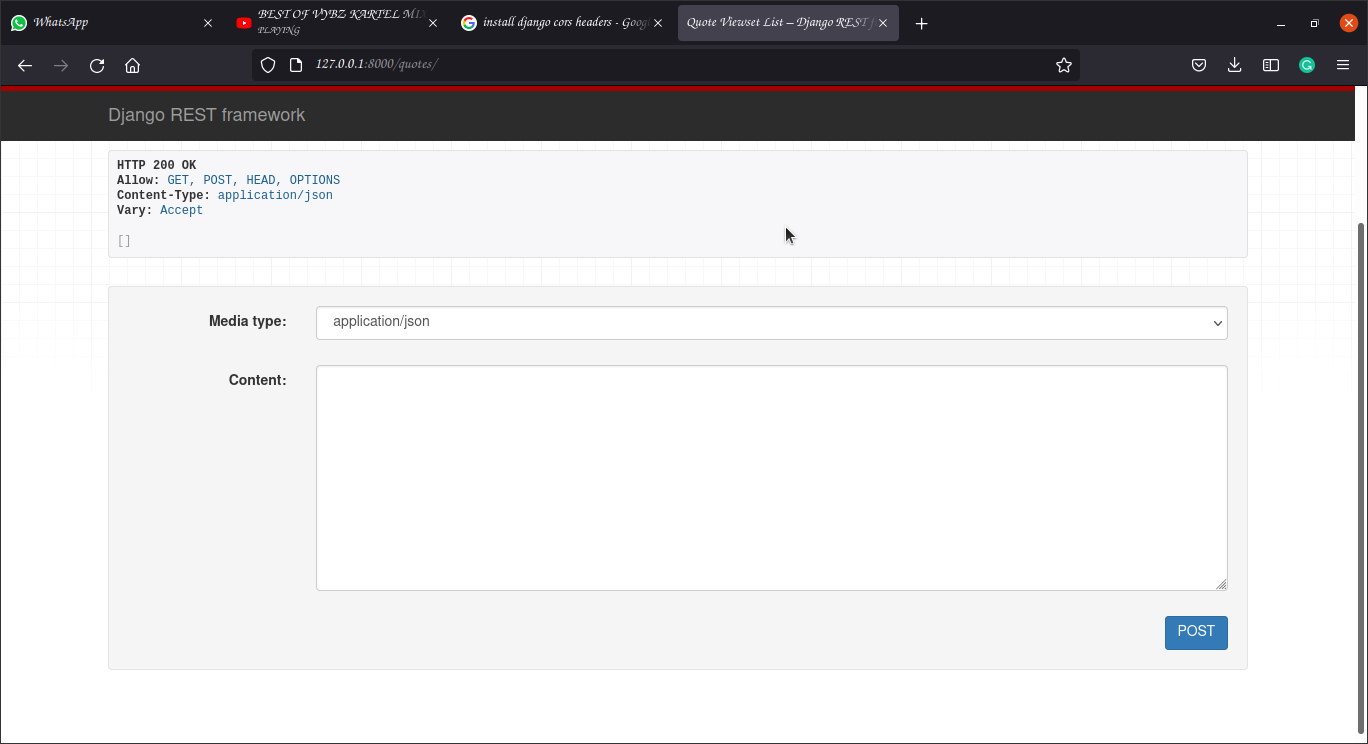 WhatsApp
BEST OF VYBZ KARTEL MIX
PLAYING
install django cors headers - Goog
Quote Viewset List – Django REST f
127.0.0.1:8000/quotes/
Django REST framework
HTTP 200 OK
Allow: GET, POST, HEAD, OPTIONS
Content-Type: application/json
Vary: Accept
[]
Media type:
application/json
Content:
POST